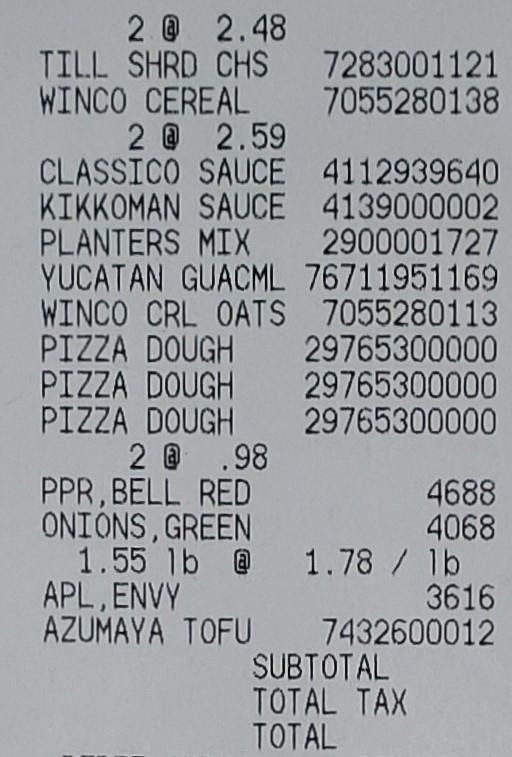 2 @ 2.48
TILL SHRD CHS 7283001121
WINCO CEREAL 7055280138
2 @ 2.59
CLASSICO SAUCE 4112939640
KIKKOMAN SAUCE 4139000002
PLANTERS MIX 2900001727
YUCATAN GUACML 76711951169
WINCO CRL OATS 7055280113
PIZZA DOUGH 29765300000
PIZZA DOUGH 29765300000
PIZZA DOUGH 29765300000
2 @ .98
PPR,BELL RED 4688
ONIONS,GREEN 4068
1.55 lb @ 1.78 / lb
APL,ENVY 3616
AZUMAYA TOFU 7432600012
SUBTOTAL
TOTAL TAX
TOTAL